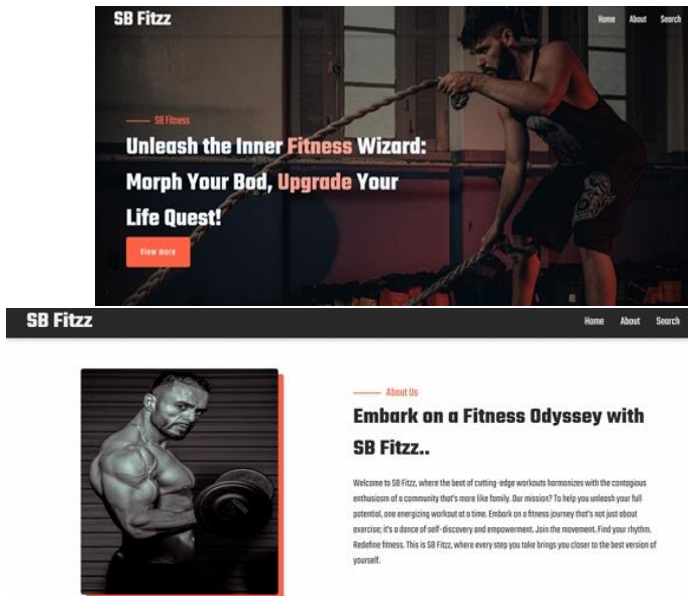 SB Fitzz
Home About Search
SB Fitness
Unleash the Inner Fitness Wizard:
Morph Your Bod, Upgrade Your
Life Quest!
View more
SB Fitzz
Home About Search
About Us
Embark on a Fitness Odyssey with
SB Fitzz..
Welcome to SB Fitzz, where the beat of cutting-edge workouts harmonizes with the contagious
enthusiasm of a community that's more like family. Our mission? To help you unleash your full
potential, one energizing workout at a time. Embark on a fitness journey that's not just about
exercise; it's a dance of self-discovery and empowerment. Join the movement. Find your rhythm.
Redefine fitness. This is SB Fitzz, where every step you take brings you closer to the best version of
yourself.